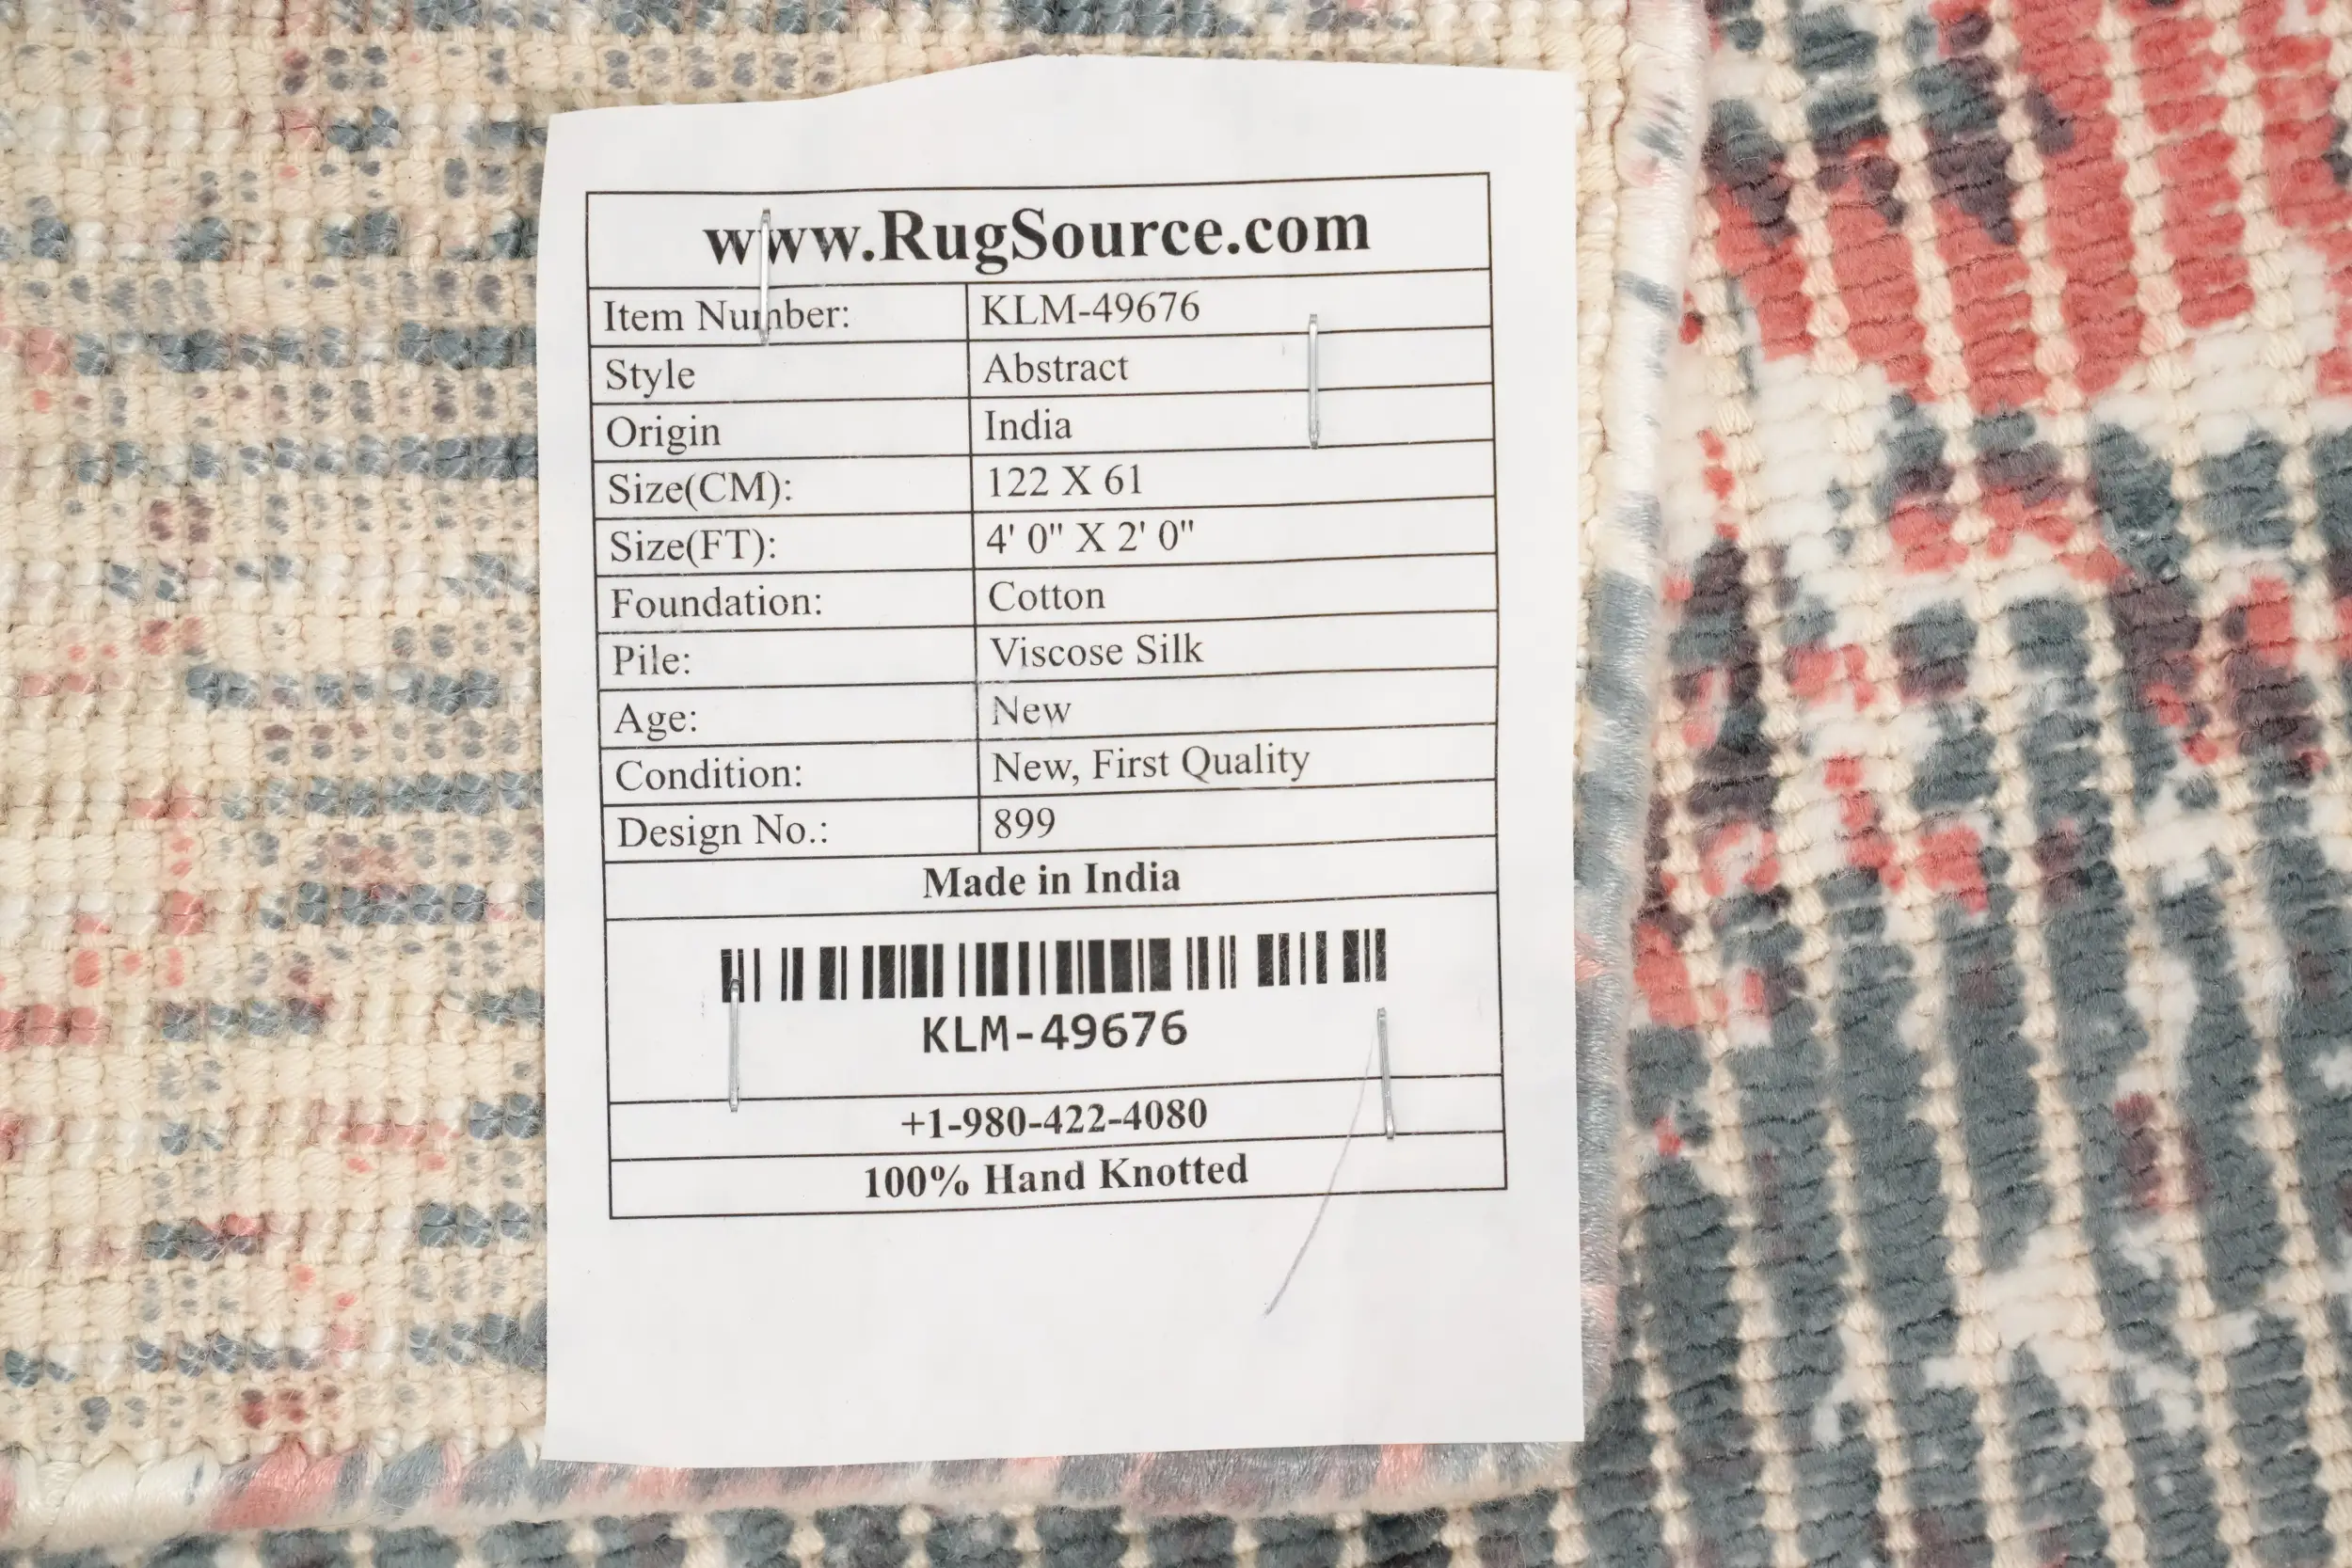 www.RugSource.com
Item Number: KLM-49676
Style Abstract
Origin India
Size(CM): 122 X 61
Size(FT): 4' 0" X 2' 0"
Foundation: Cotton
Pile: Viscose Silk
Age: New
Condition: New, First Quality
Design No.: 899
Made in India
KLM-49676
+1-980-422-4080
100% Hand Knotted